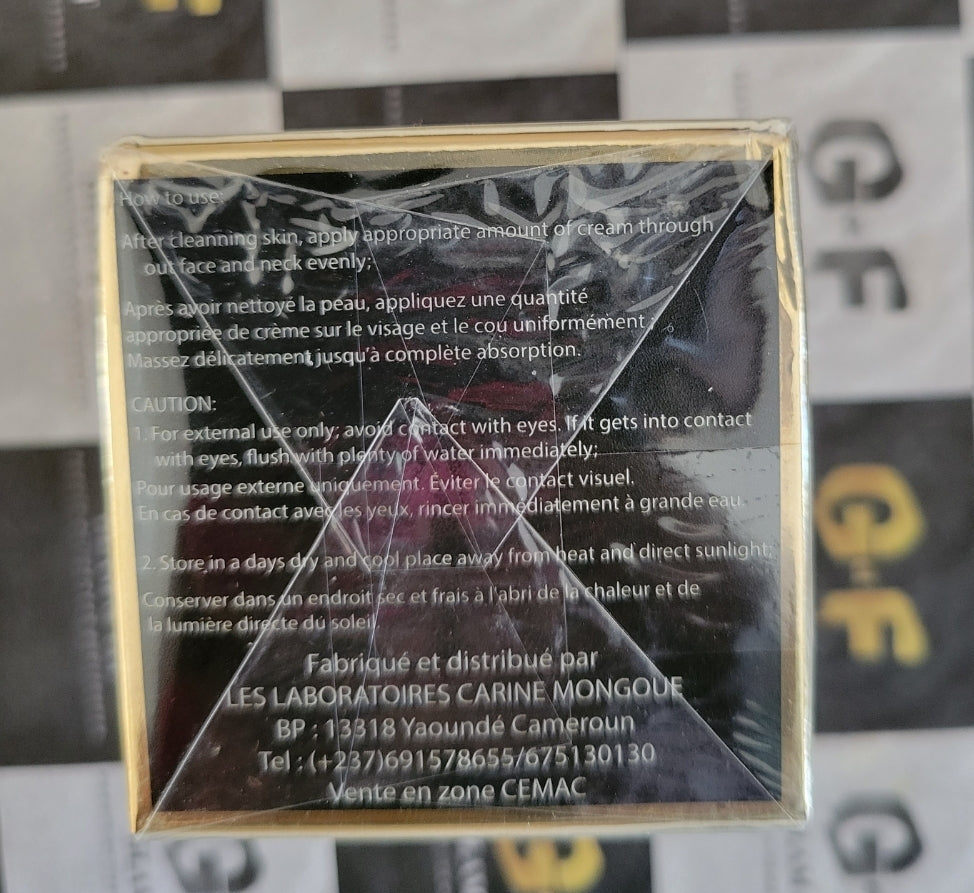 How to use:
After cleanning skin, apply appropriate amount of cream through
out face and neck evenly;
Après avoir nettoyé la peau, appliquez une quantité
appropriée de crème sur le visage et le cou uniformément ;
Massez délicatement jusqu'à complète absorption.
CAUTION:
1. For external use only; avoid contact with eyes. If it gets into contact
with eyes, flush with plenty of water immediately;
Pour usage externe uniquement. Éviter le contact visuel.
En cas de contact avec les yeux, rincer immédiatement à grande eau.
2. Store in a days dry and cool place away from heat and direct sunlight;
Conserver dans un endroit sec et frais à l'abri de la chaleur et de
la lumière directe du soleil
Fabriqué et distribué par
LES LABORATOIRES CARINE MONGOUE
BP : 13318 Yaoundé Cameroun
Tel : (+237)691578655/675130130
Vente en zone CEMAC
G-F
G-F
G